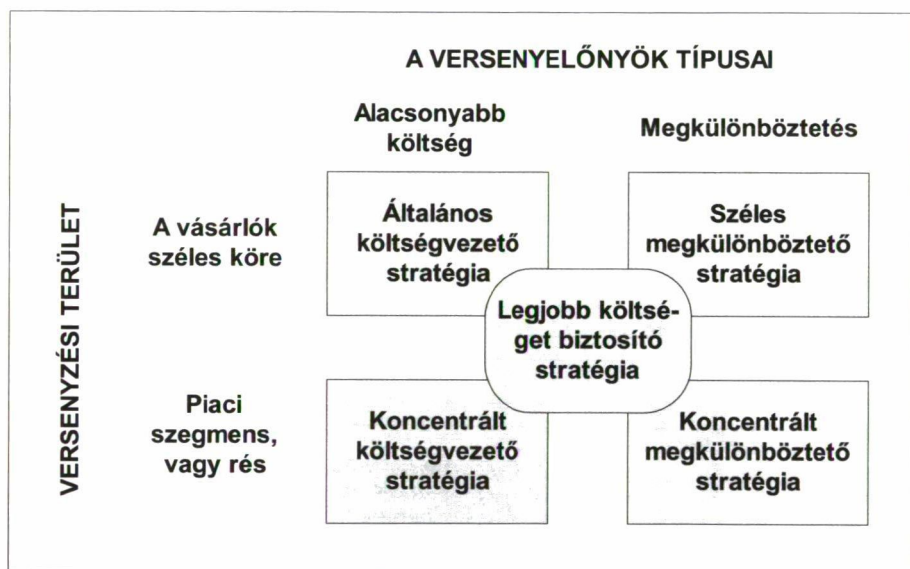 A VERSENYELŐNYÖK TÍPUSAI
Alacsonyabb
költség
Megkülönböztetés
VERSENYZÉSI TERÜLET
A vásárlók
széles köre
Általános
költségvezető
stratégia
Széles
megkülönböztető
stratégia
Legjobb költsé-
get biztosító
stratégia
Piaci
szegmens,
vagy rés
Koncentrált
költségvezető
stratégia
Koncentrált
megkülönböztető
stratégia